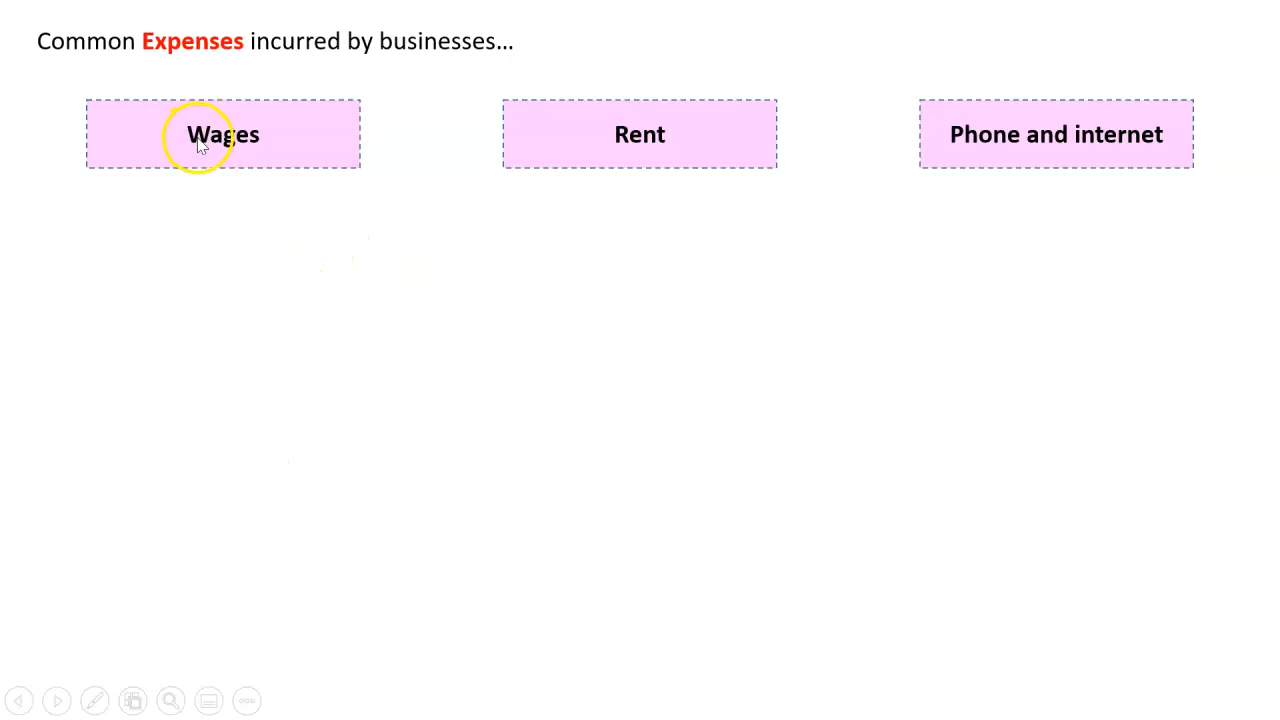 Common Expenses incurred by businesses…
Wages
Rent
Phone and internet